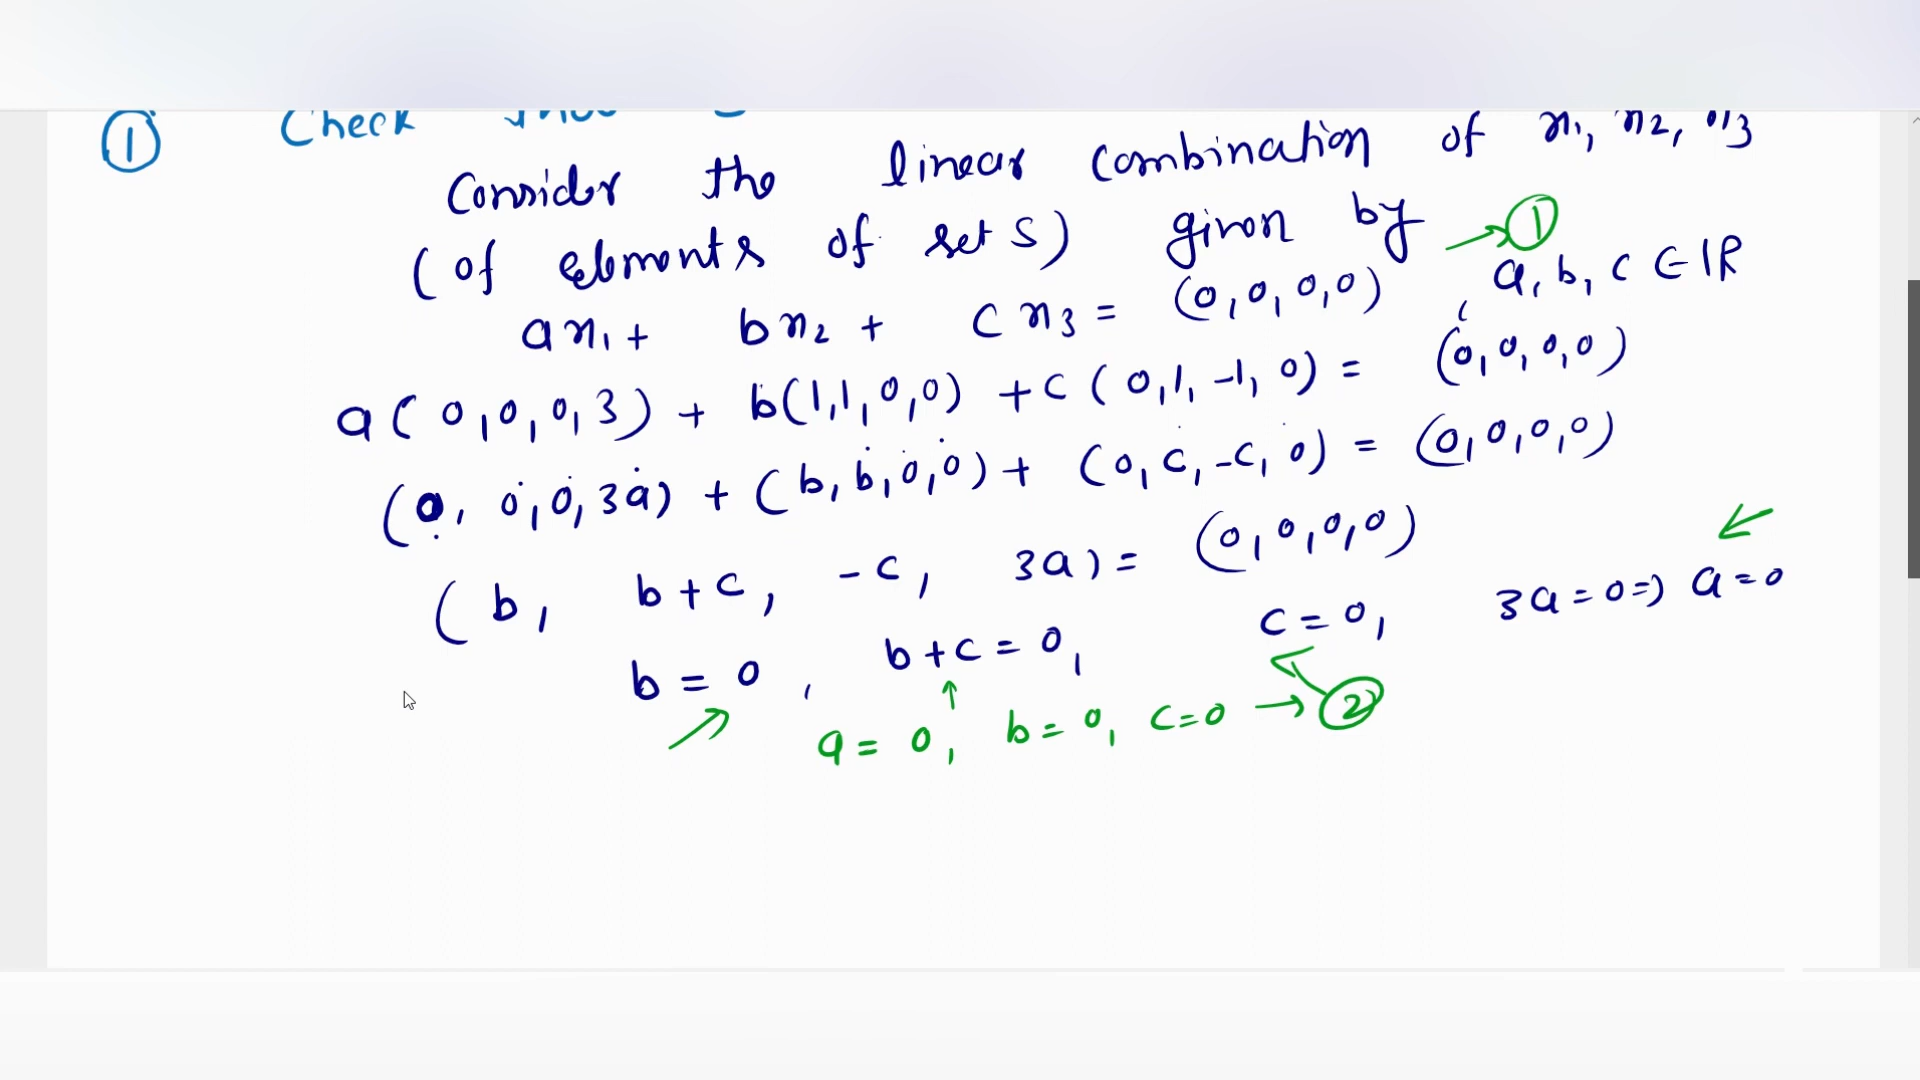 ① Check
Consider the linear combination of x₁, x₂, x₃
(of elements of set S) given by → ①
ax₁ + bx₂ + cx₃ = (0,0,0,0) , a, b, c ∈ ℝ
a(0,0,0,3) + b(1,1,0,0) + c(0,1,-1,0) = (0,0,0,0)
(0, 0,0,3a) + (b,b,0,0) + (0,c,-c,0) = (0,0,0,0)
(b, b+c, -c, 3a) = (0,0,0,0)
b = 0, b+c = 0, c = 0, 3a = 0 ⇒ a = 0
a = 0, b = 0, c = 0 → ②